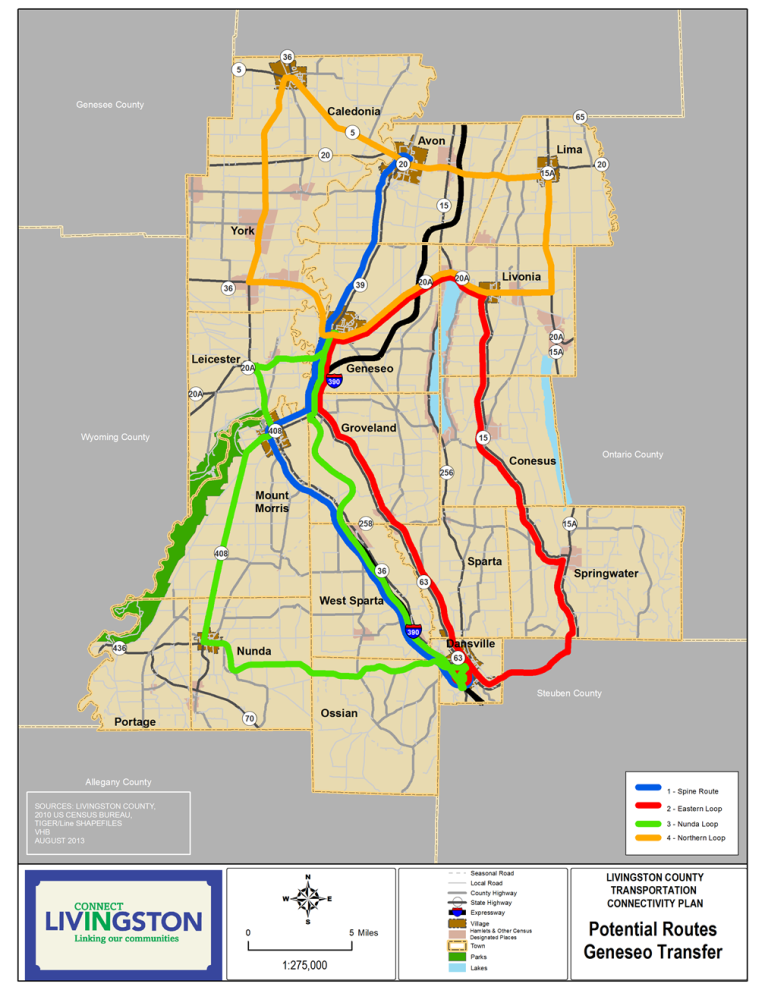 36
5
Genesee County
Caledonia
65
5
Avon
Lima
20
20
20
15A
15
York
Livonia
36
39
20A
20A
Leicester
20A
Geneseo
390
20A
15A
20A
Wyoming County
408
Groveland
15
Conesus
Ontario County
256
Mount
Morris
258
15A
408
36
63
Sparta
Springwater
West Sparta
390
Dansville
436
Nunda
63
Steuben County
Portage
70
Ossian
Allegany County
SOURCES: LIVINGSTON COUNTY,
2010 US CENSUS BUREAU,
TIGER/Line SHAPEFILES
VHB
AUGUST 2013
1 - Spine Route
2 - Eastern Loop
3 - Nunda Loop
4 - Northern Loop
CONNECT
LIVINGSTON
Linking our communities
N
W E
S
0 5 Miles
1:275,000
Seasonal Road
Local Road
County Highway
State Highway
Expressway
Village
Hamlets & Other Census
Designated Places
Town
Parks
Lakes
LIVINGSTON COUNTY
TRANSPORTATION
CONNECTIVITY PLAN
Potential Routes
Geneseo Transfer